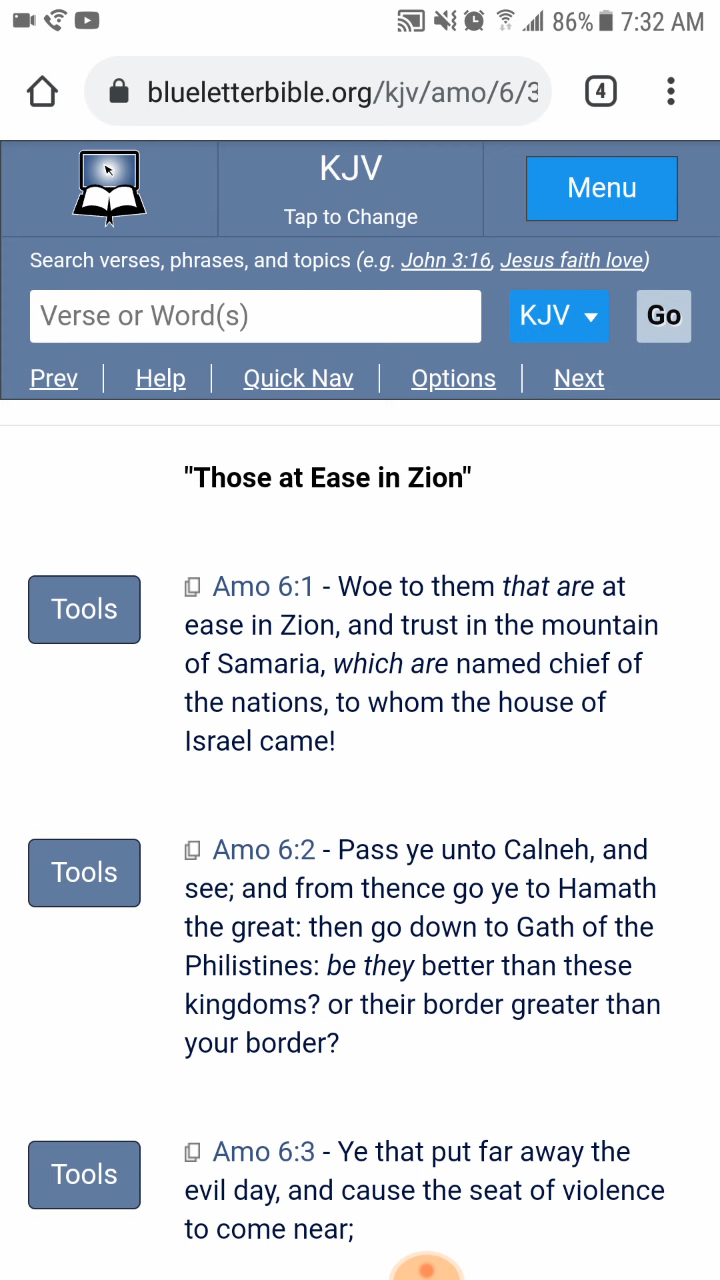 86% 7:32 AM
blueletterbible.org/kjv/amo/6/3
4
KJV
Tap to Change
Menu
Search verses, phrases, and topics (e.g. John 3:16, Jesus faith love)
Verse or Word(s)
KJV
Go
Prev | Help | Quick Nav | Options | Next
"Those at Ease in Zion"
Tools
Amo 6:1 - Woe to them that are at
ease in Zion, and trust in the mountain
of Samaria, which are named chief of
the nations, to whom the house of
Israel came!
Tools
Amo 6:2 - Pass ye unto Calneh, and
see; and from thence go ye to Hamath
the great: then go down to Gath of the
Philistines: be they better than these
kingdoms? or their border greater than
your border?
Tools
Amo 6:3 - Ye that put far away the
evil day, and cause the seat of violence
to come near;